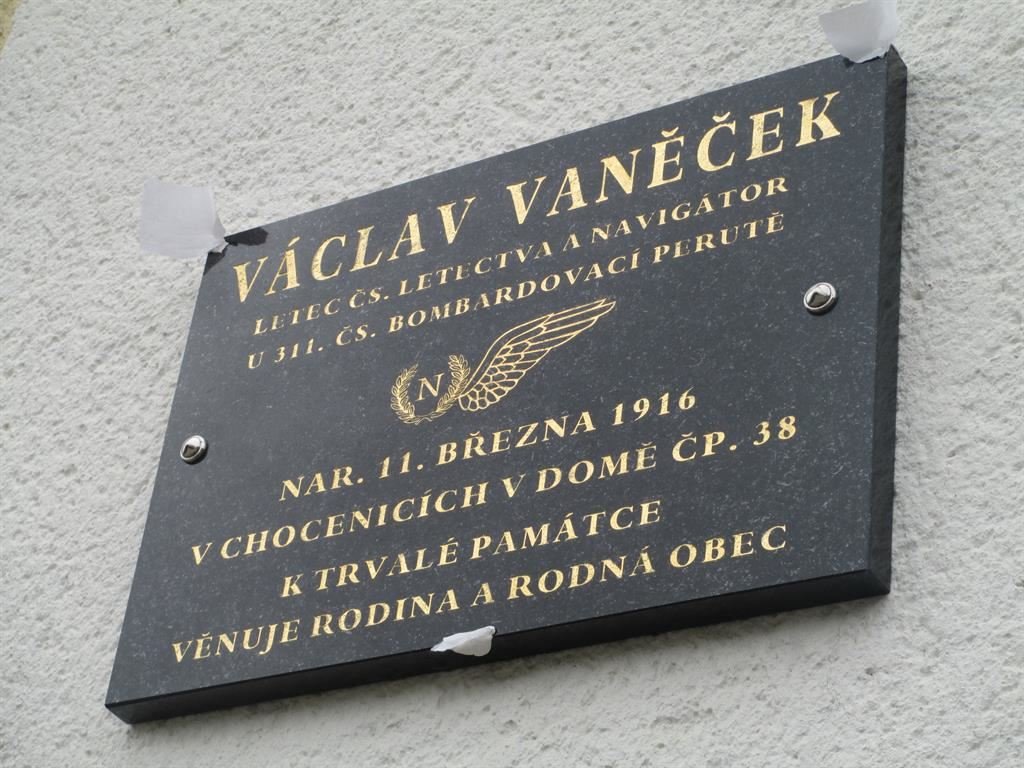 VÁCLAV VANĚČEK
LETEC ČS. LETECTVA A NAVIGÁTOR
U 311. ČS. BOMBARDOVACÍ PERUTĚ
N
NAR. 11. BŘEZNA 1916
V CHOCENICÍCH V DOMĚ ČP. 38
K TRVALÉ PAMÁTCE
VĚNUJE RODINA A RODNÁ OBEC